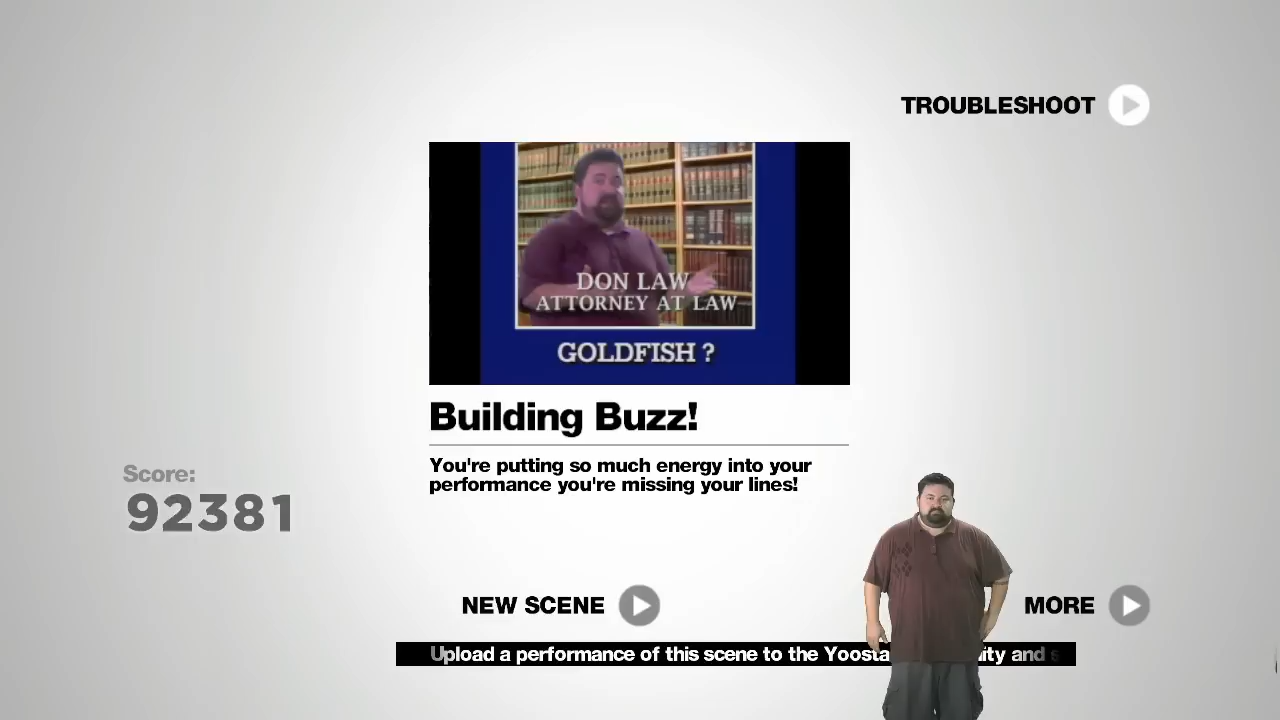 TROUBLESHOOT
DON LAW
ATTORNEY AT LAW
GOLDFISH ?
Building Buzz!
You're putting so much energy into your
performance you're missing your lines!
Score:
92381
NEW SCENE
MORE
Upload a performance of this scene to the and